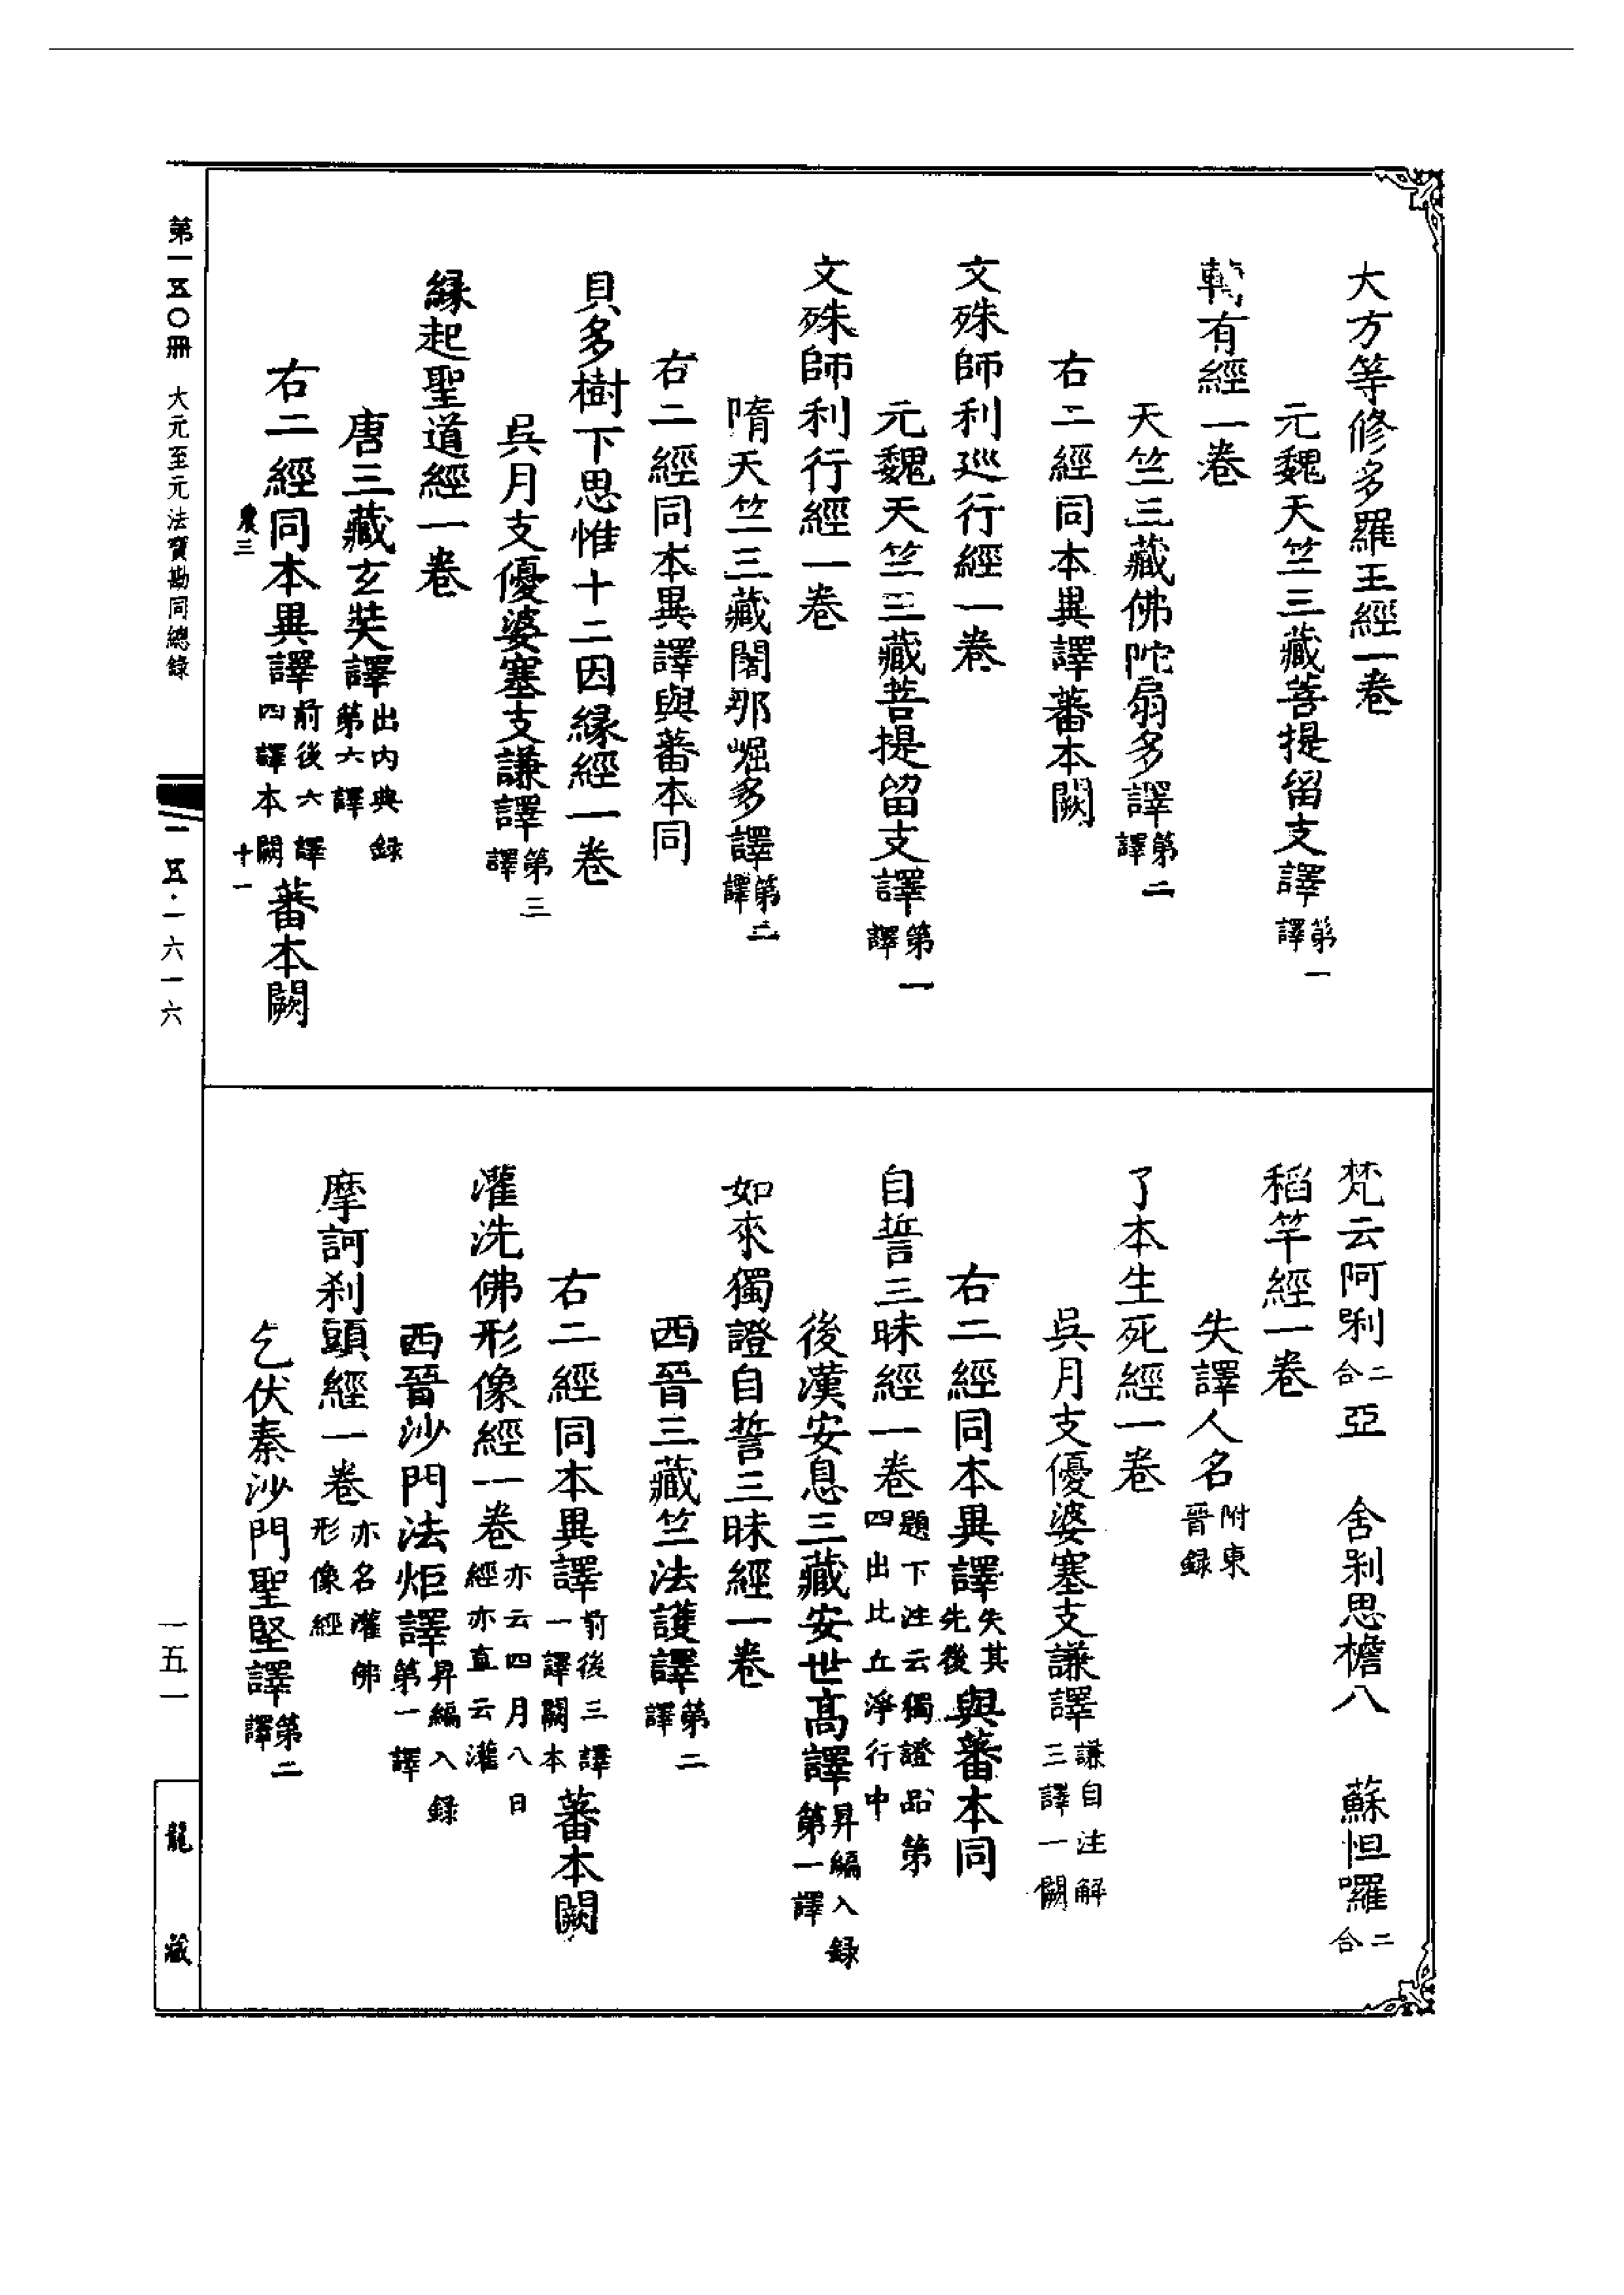 大方等修多羅王經一卷
元魏天竺三藏菩提留支譯第一譯
轉有經一卷
天竺三藏佛陀扇多譯第二譯
右二經同本異譯蕃本闕
文殊師利巡行經一卷
元魏天竺三藏菩提留支譯第一譯
文殊師利行經一卷
隋天竺三藏闍那崛多譯第二譯
右二經同本異譯與蕃本同
貝多樹下思惟十二因緣經一卷
吳月支優婆塞支謙譯第三譯
緣起聖道經一卷
唐三藏玄奘譯出內典錄第六譯
右二經同本異譯前後六譯四譯本闕蕃本闕
農三
十一
第一五〇冊 大元至元法寶勘同總錄
一五·一六一六
梵云阿唎二合亞 舍剎思檐八 蘇怛囉二合
稻竿經一卷
失譯人名附東晉錄
了本生死經一卷
吳月支優婆塞支謙譯謙自注解三譯一闕
右二經同本異譯失其先後與蕃本同
自誓三昧經一卷題下注云獨證品第四出比丘淨行中
後漢安息三藏安世高譯昇編入錄第一譯
如來獨證自誓三昧經一卷
西晉三藏竺法護譯第二譯
右二經同本異譯前後三譯一譯闕本蕃本闕
灌洗佛形像經一卷亦云四月八日經亦直云灌
西晉沙門法炬譯昇編入錄第一譯
摩訶剎頭經一卷亦名灌佛形像經
乞伏秦沙門聖堅譯第二譯
一五一
龍藏